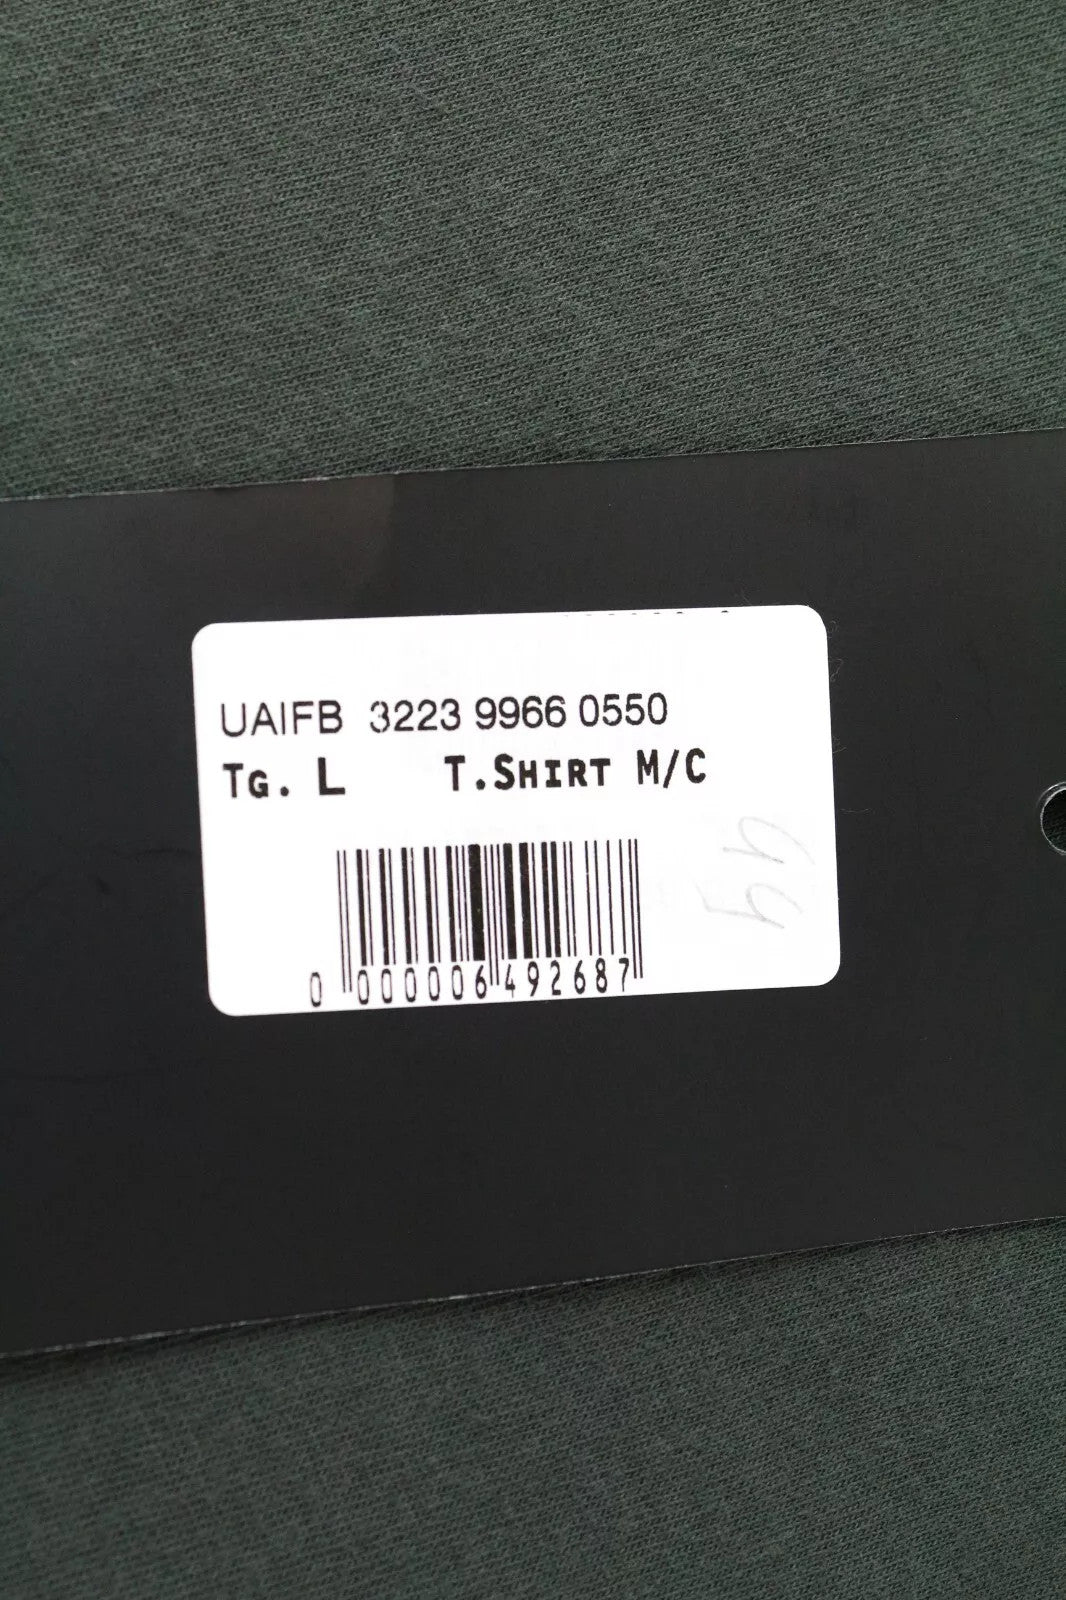 UAIFB 3223 9966 0550
TG. L T.SHIRT M/C
0 000006 492687